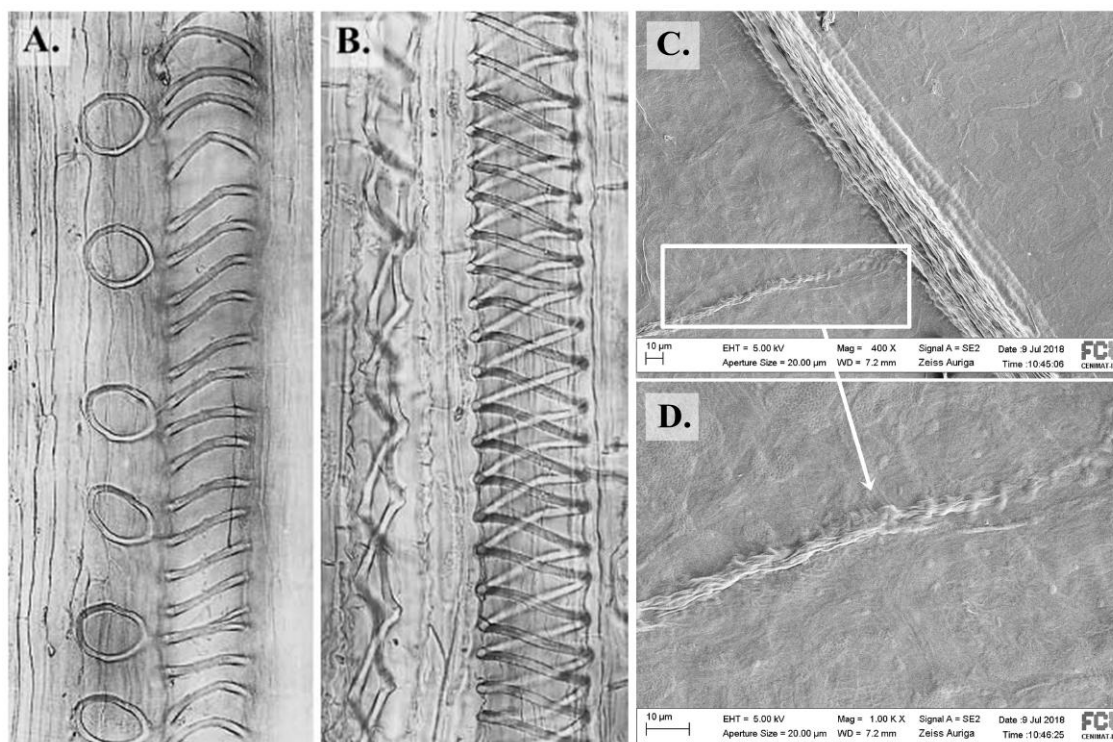 A.
B.
C.
10 µm
EHT = 5.00 kV
Mag = 400 X
Signal A = SE2
Date :9 Jul 2018
Aperture Size = 20.00 µm
WD = 7.2 mm
Zeiss Auriga
Time :10:45:06
CENIMAT-I
D.
10 µm
EHT = 5.00 kV
Mag = 1.00 K X
Signal A = SE2
Date :9 Jul 2018
Aperture Size = 20.00 µm
WD = 7.2 mm
Zeiss Auriga
Time :10:46:25